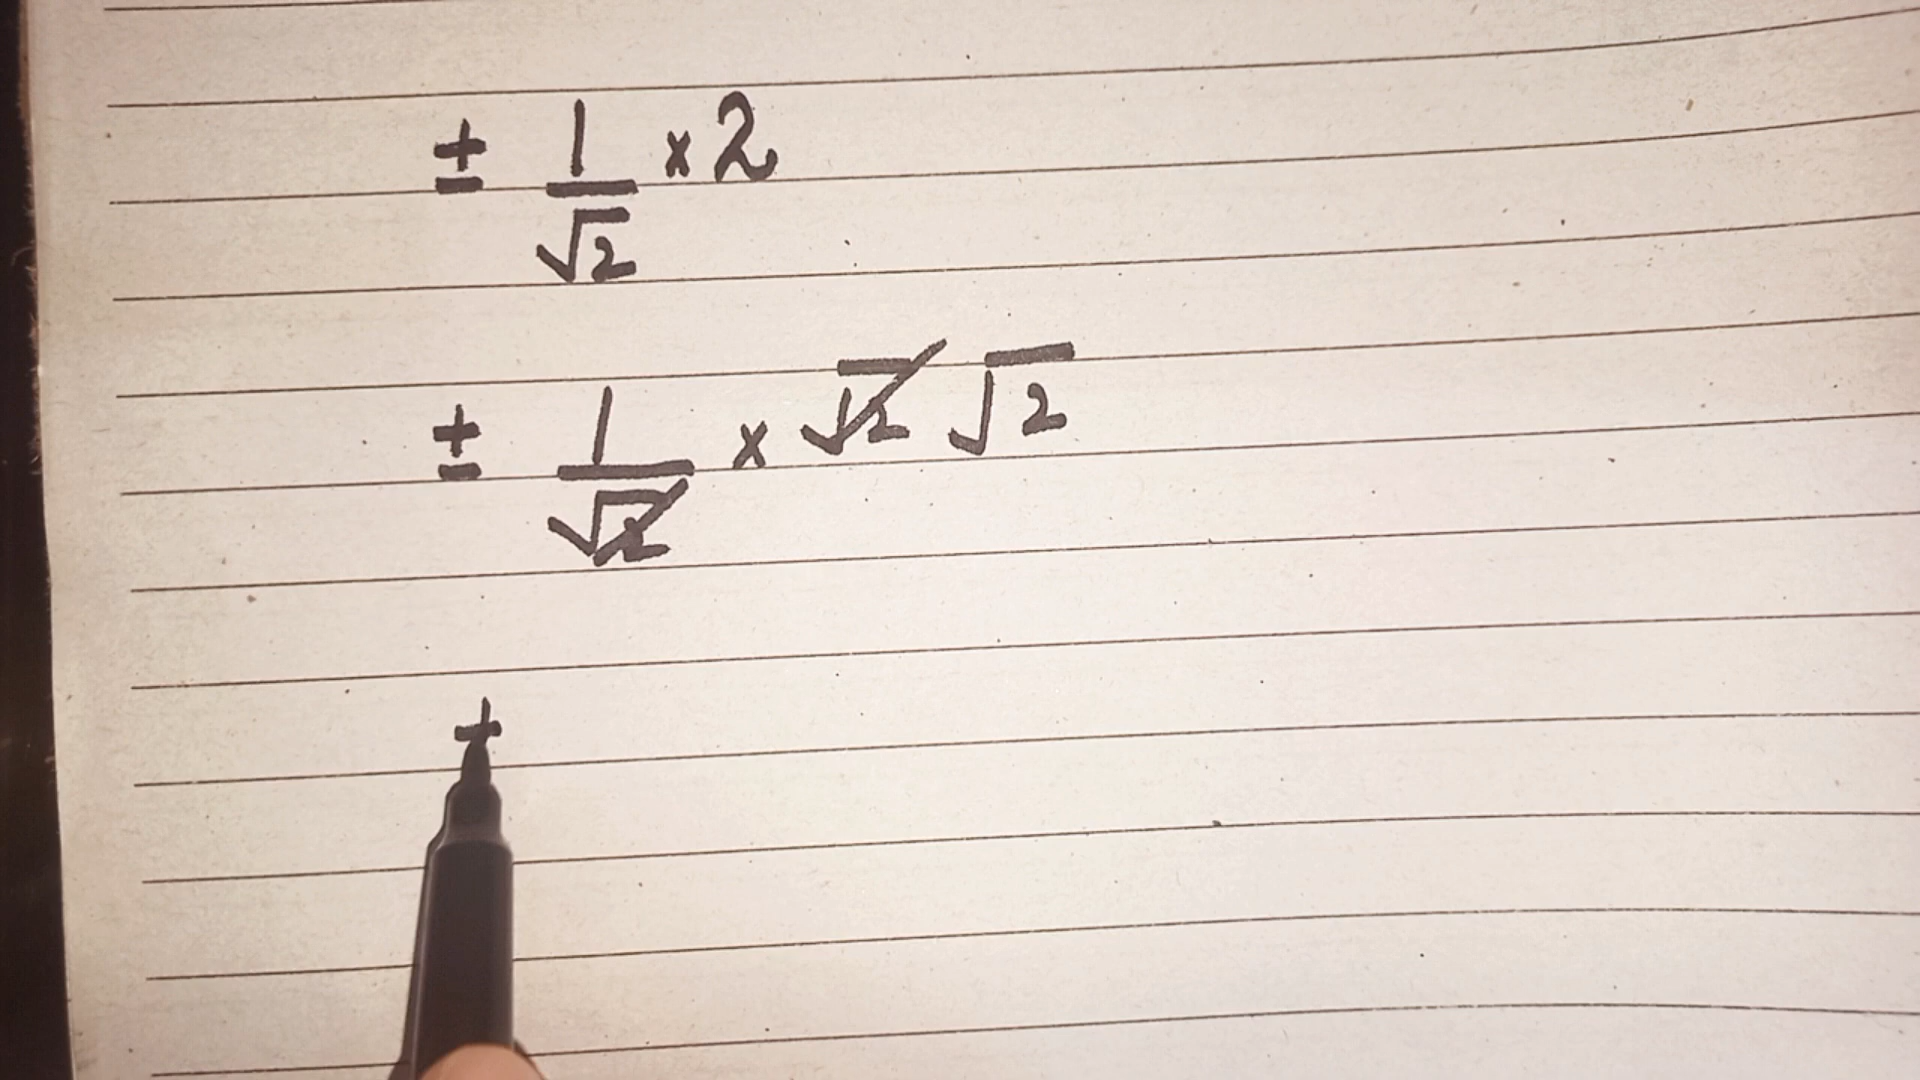 ± 1/√2 × 2
± 1/√2 × √2 √2
+